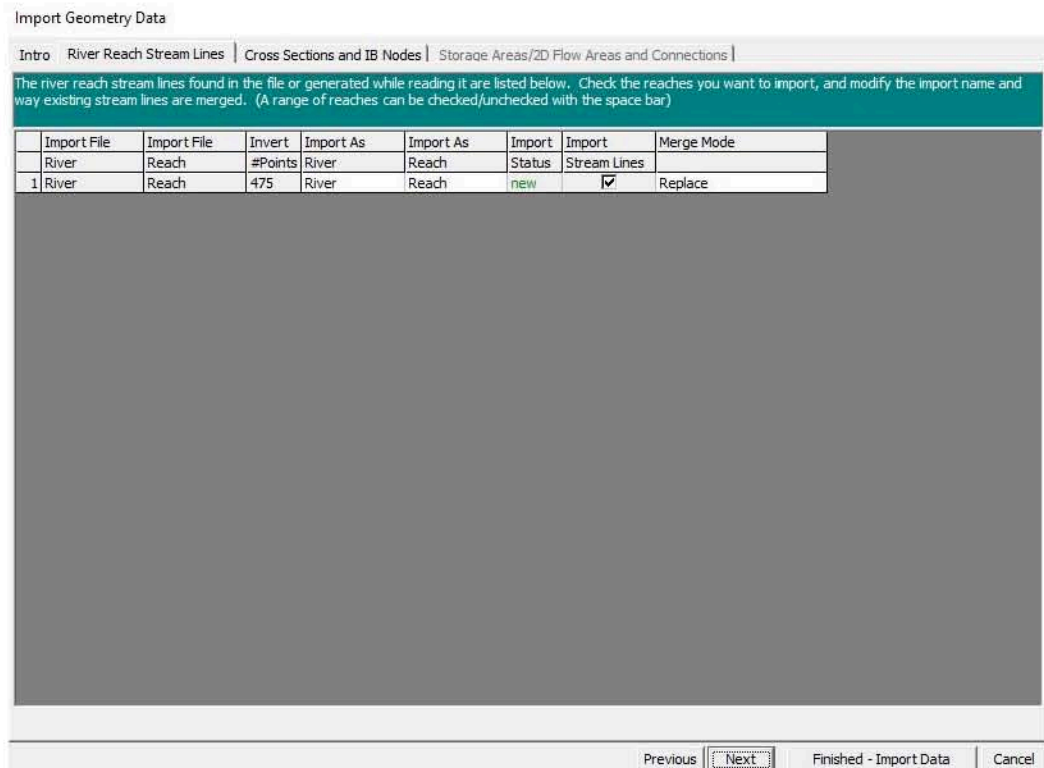 Import Geometry Data
Intro River Reach Stream Lines Cross Sections and IB Nodes Storage Areas/2D Flow Areas and Connections
The river reach stream lines found in the file or generated while reading it are listed below. Check the reaches you want to import, and modify the import name and
way existing stream lines are merged. (A range of reaches can be checked/unchecked with the space bar)
Import File Import File Invert Import As Import As Import Import Merge Mode
River Reach #Points River Reach Status Stream Lines
1 River Reach 475 River Reach new Replace
Previous Next Finished - Import Data Cancel